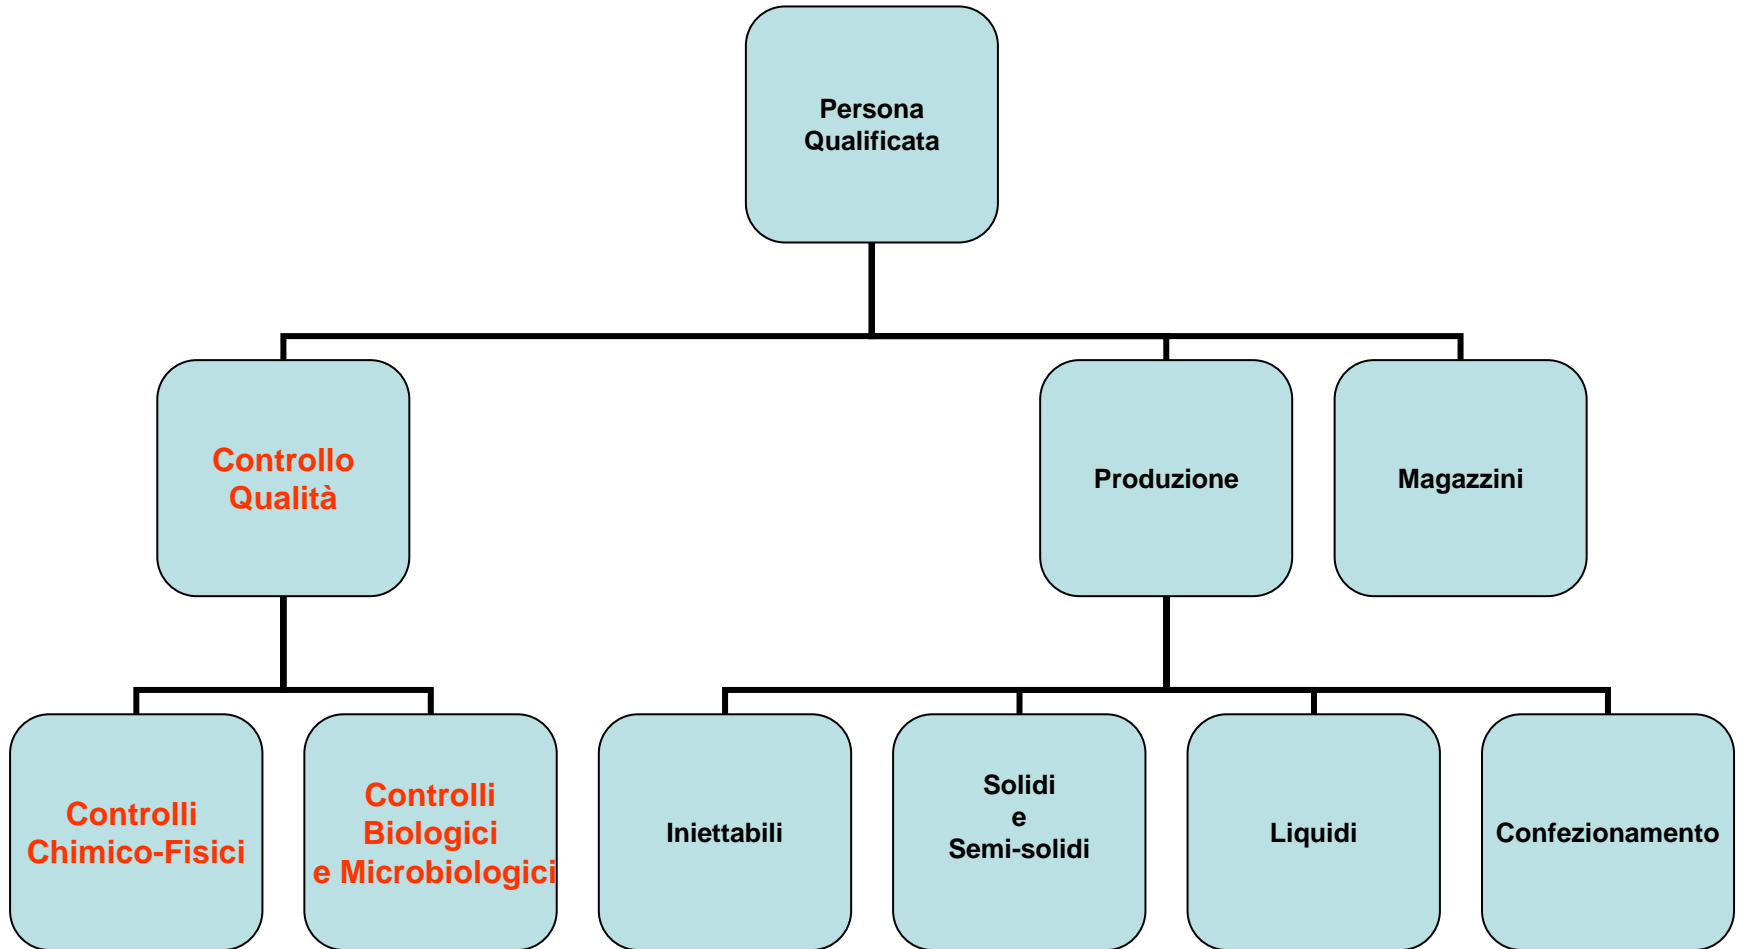 Persona
Qualificata
Controllo
Qualità
Produzione
Magazzini
Controlli
Chimico-Fisici
Controlli
Biologici
e Microbiologici
Iniettabili
Solidi
e
Semi-solidi
Liquidi
Confezionamento